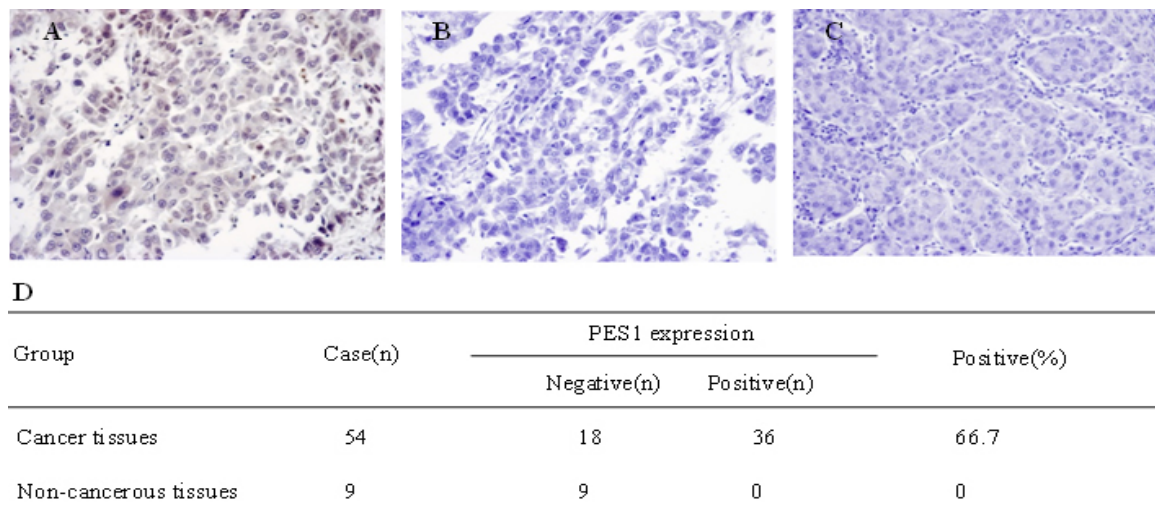 A B C
D
Group Case(n) PES1 expression Positive(%)
Negative(n) Positive(n)
Cancer tissues 54 18 36 66.7
Non-cancerous tissues 9 9 0 0